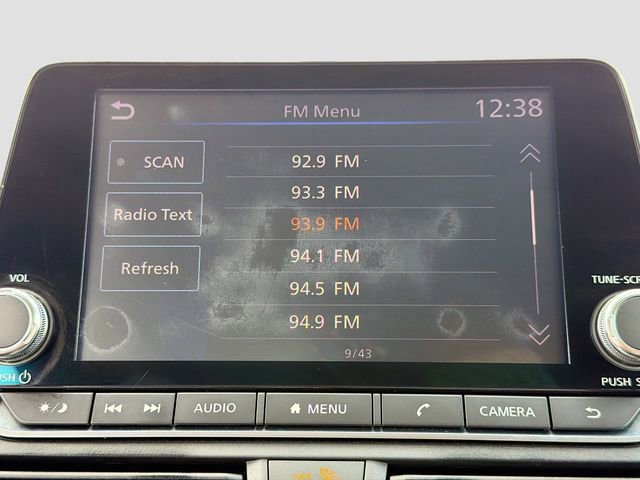 FM Menu
12:38
SCAN
92.9 FM
93.3 FM
Radio Text
93.9 FM
94.1 FM
Refresh
94.5 FM
94.9 FM
9/43
VOL
TUNE-SCR
PUSH
PUSH S
AUDIO
MENU
CAMERA